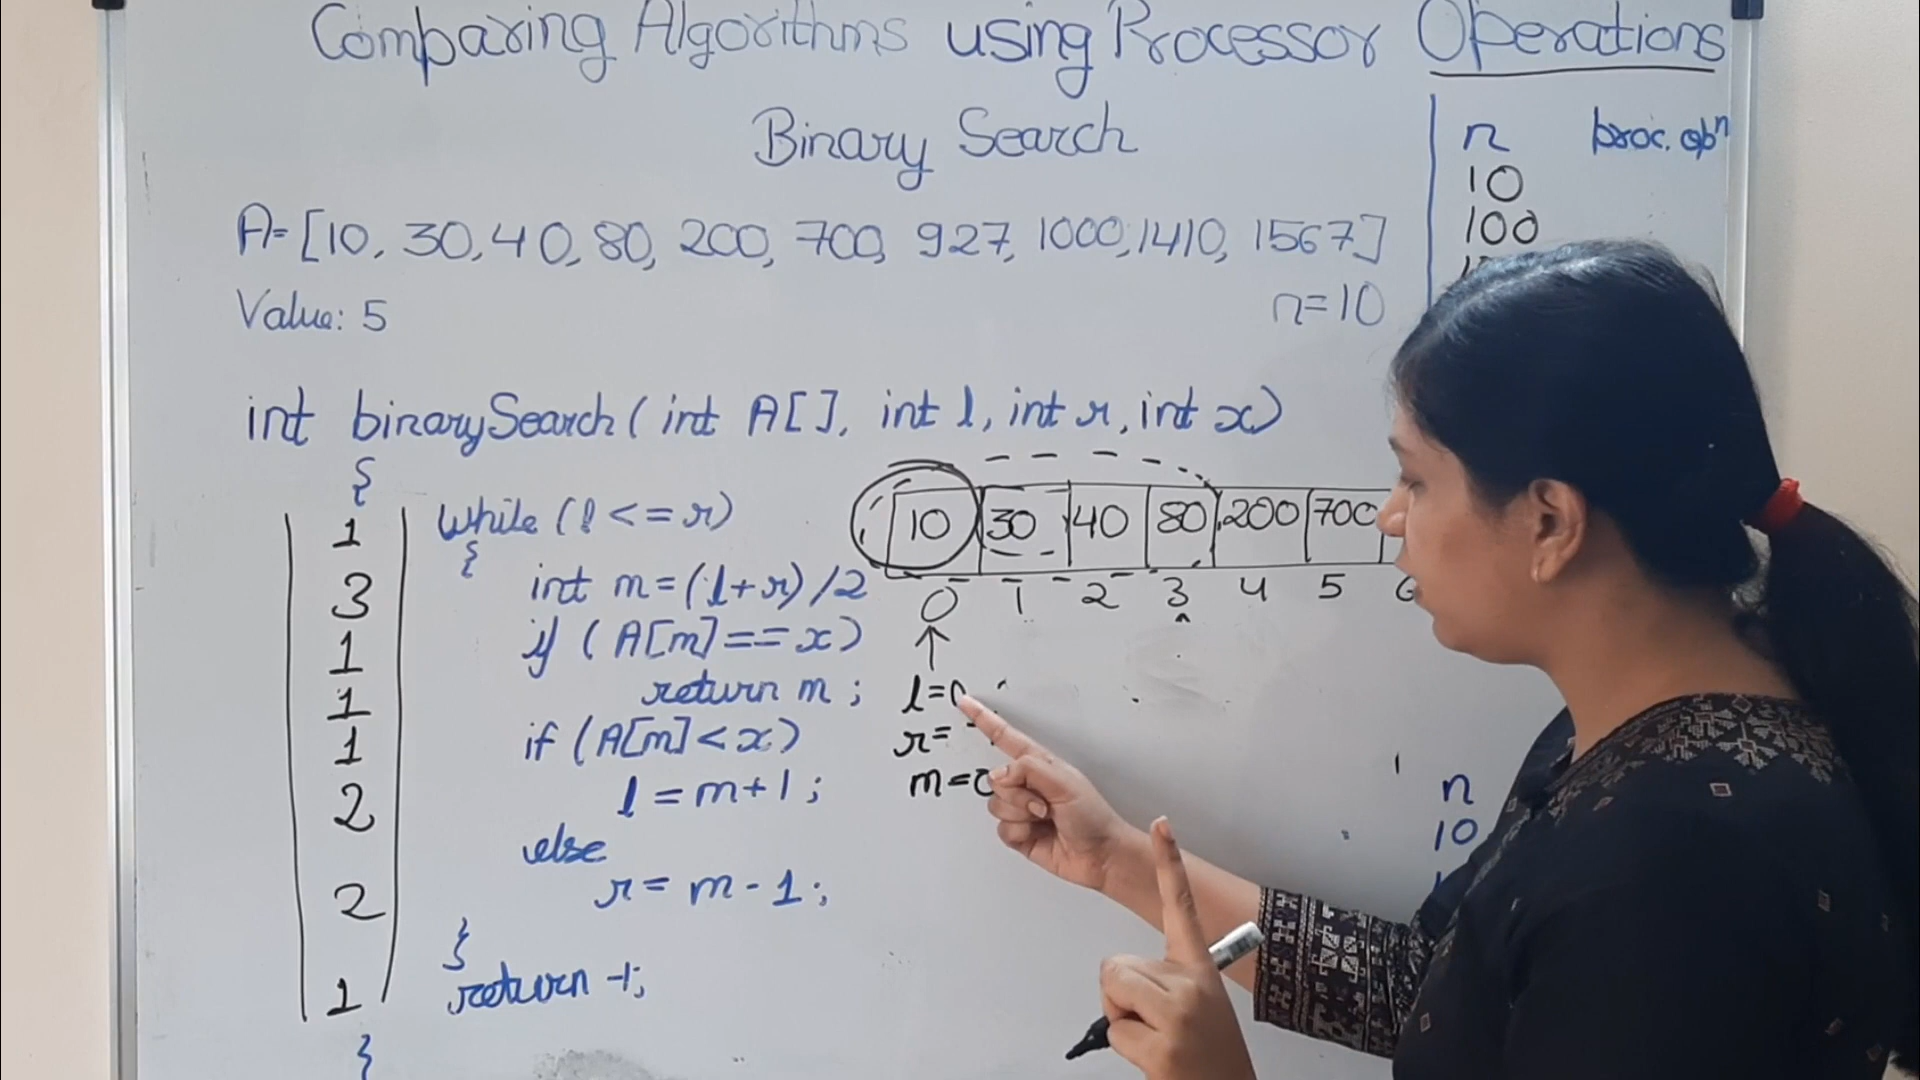 Comparing Algorithms using Processor Operations
Binary Search
n proc. opⁿ
10
100
A=[10, 30, 40, 80, 200, 700, 927, 1000, 1410, 1567]
Value: 5
n=10
int binarySearch(int A[], int l, int r, int x)
{
1 while (l <= r)
{
3 int m=(l+r)/2
1 if (A[m]==x)
1 return m;
1 if (A[m]<x)
2 l = m+1;
else
2 r = m-1;
}
1 return -1;
}
10 30 40 80 200 700
0 1 2 3 4 5
l=0
r=
m=0
n
10